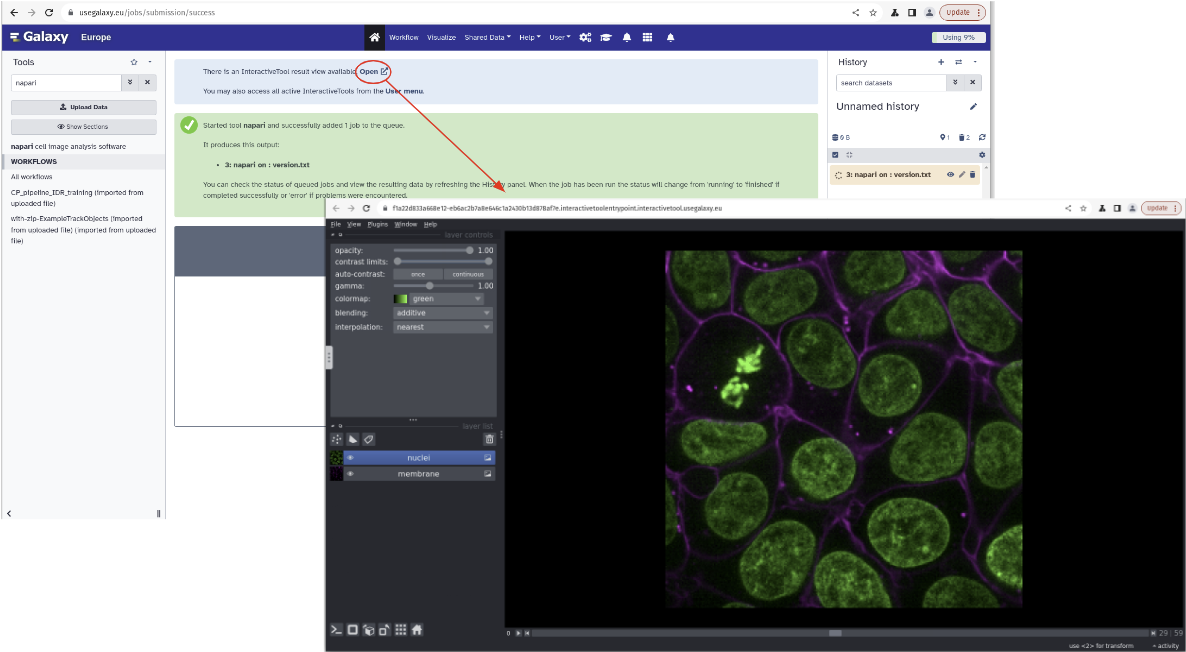 usegalaxy.eu/jobs/submission/success
Update
Galaxy Europe
Workflow Visualize Shared Data Help User
Using 9%
Tools
napari
Upload Data
Show Sections
napari cell image analysis software
WORKFLOWS
All workflows
CP_pipeline_IDR_training (imported from
uploaded file)
with-zip-ExampleTrackObjects (imported
from uploaded file) (imported from uploaded
file)
There is an InteractiveTool result view available. Open
You may also access all active InteractiveTools from the User menu.
Started tool napari and successfully added 1 job to the queue.
It produces this output:
• 3: napari on : version.txt
You can check the status of queued jobs and view the resulting data by refreshing the History panel. When the job has been run the status will change from 'running' to 'finished' if
completed successfully or 'error' if problems were encountered.
History
search datasets
Unnamed history
0 B
1 2
3: napari on : version.txt
Update
File View Plugins Window Help
layer controls
opacity: 1.00
contrast limits:
auto-contrast: once continuous
gamma: 1.00
colormap: green
blending: additive
interpolation: nearest
layer list
nuclei
membrane
0
29 59
use <2> for transform
activity